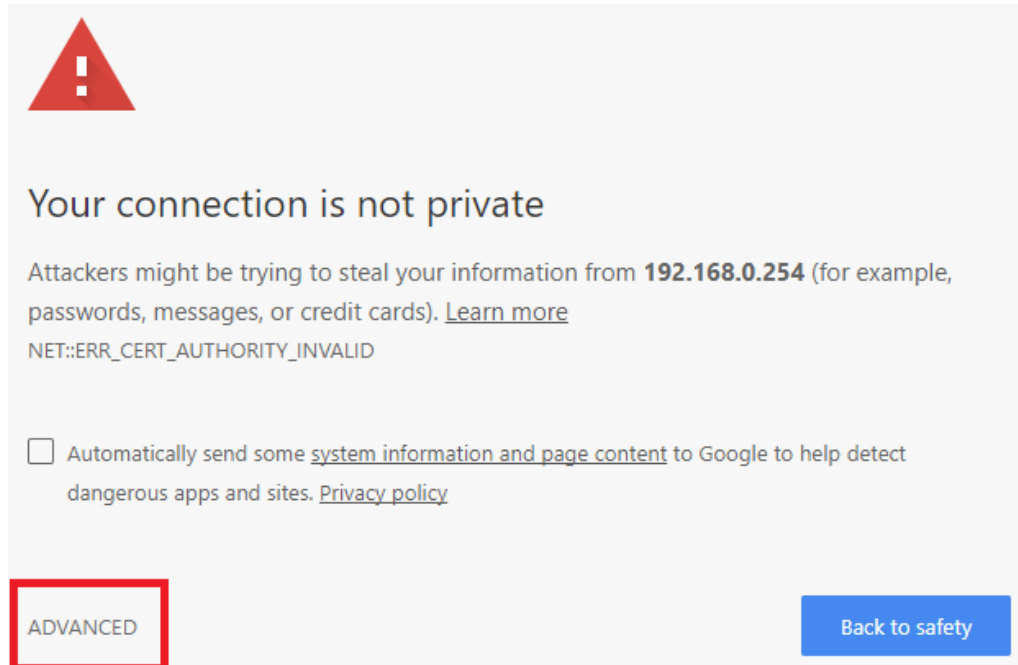 Your connection is not private
Attackers might be trying to steal your information from 192.168.0.254 (for example,
passwords, messages, or credit cards). Learn more
NET::ERR_CERT_AUTHORITY_INVALID
Automatically send some system information and page content to Google to help detect
dangerous apps and sites. Privacy policy
ADVANCED
Back to safety